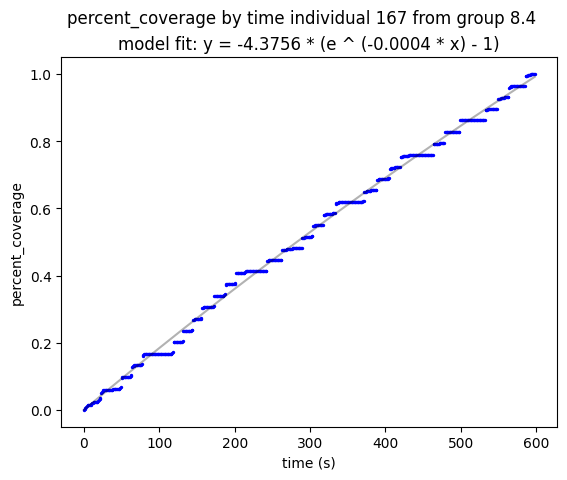 percent_coverage by time individual 167 from group 8.4
model fit: y = -4.3756 * (e ^ (-0.0004 * x) - 1)
1.0
0.8
0.6
0.4
0.2
0.0
percent_coverage
0 100 200 300 400 500 600
time (s)